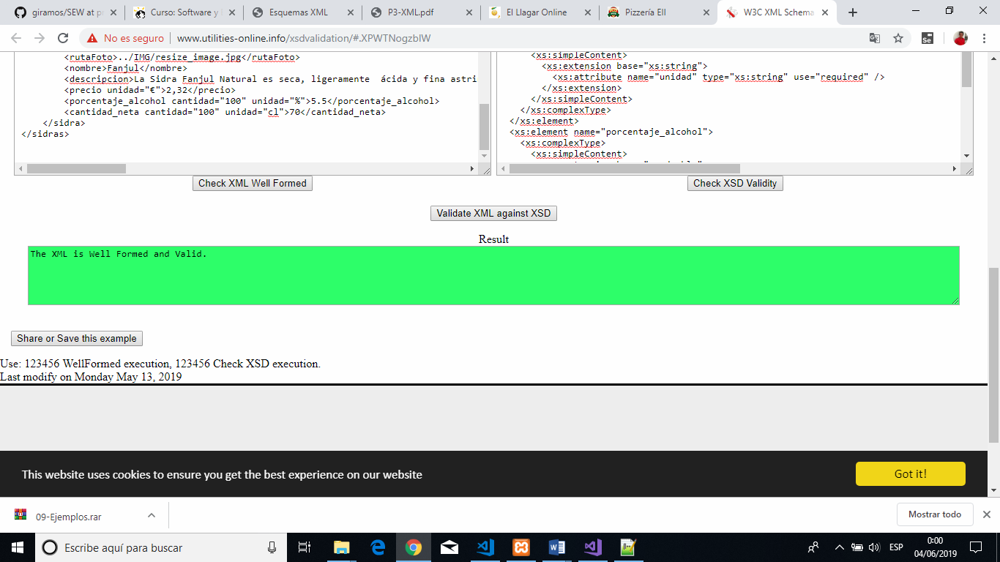 giramos/SEW at p
Curso: Software y
Esquemas XML
P3-XML.pdf
El Llagar Online
Pizzería EII
W3C XML Schema
No es seguro
www.utilities-online.info/xsdvalidation/#.XPWTNogzbIW
<rutaFoto>../IMG/resize_image.jpg</rutaFoto>
<nombre>Fanjul</nombre>
<descripcion>La Sidra Fanjul Natural es seca, ligeramente  ácida y fina astri
<precio unidad="€">2,32</precio>
<porcentaje_alcohol cantidad="100" unidad="%">5.5</porcentaje_alcohol>
<cantidad_neta cantidad="100" unidad="cl">70</cantidad_neta>
</sidra>
</sidras>
<xs:simpleContent>
<xs:extension base="xs:string">
<xs:attribute name="unidad" type="xs:string" use="required" />
</xs:extension>
</xs:simpleContent>
</xs:complexType>
</xs:element>
<xs:element name="porcentaje_alcohol">
<xs:complexType>
<xs:simpleContent>
Check XML Well Formed
Check XSD Validity
Validate XML against XSD
Result
The XML is Well Formed and Valid.
Share or Save this example
Use: 123456 WellFormed execution, 123456 Check XSD execution.
Last modify on Monday May 13, 2019
This website uses cookies to ensure you get the best experience on our website
Got it!
09-Ejemplos.rar
Mostrar todo
Escribe aquí para buscar
ESP
0:00
04/06/2019